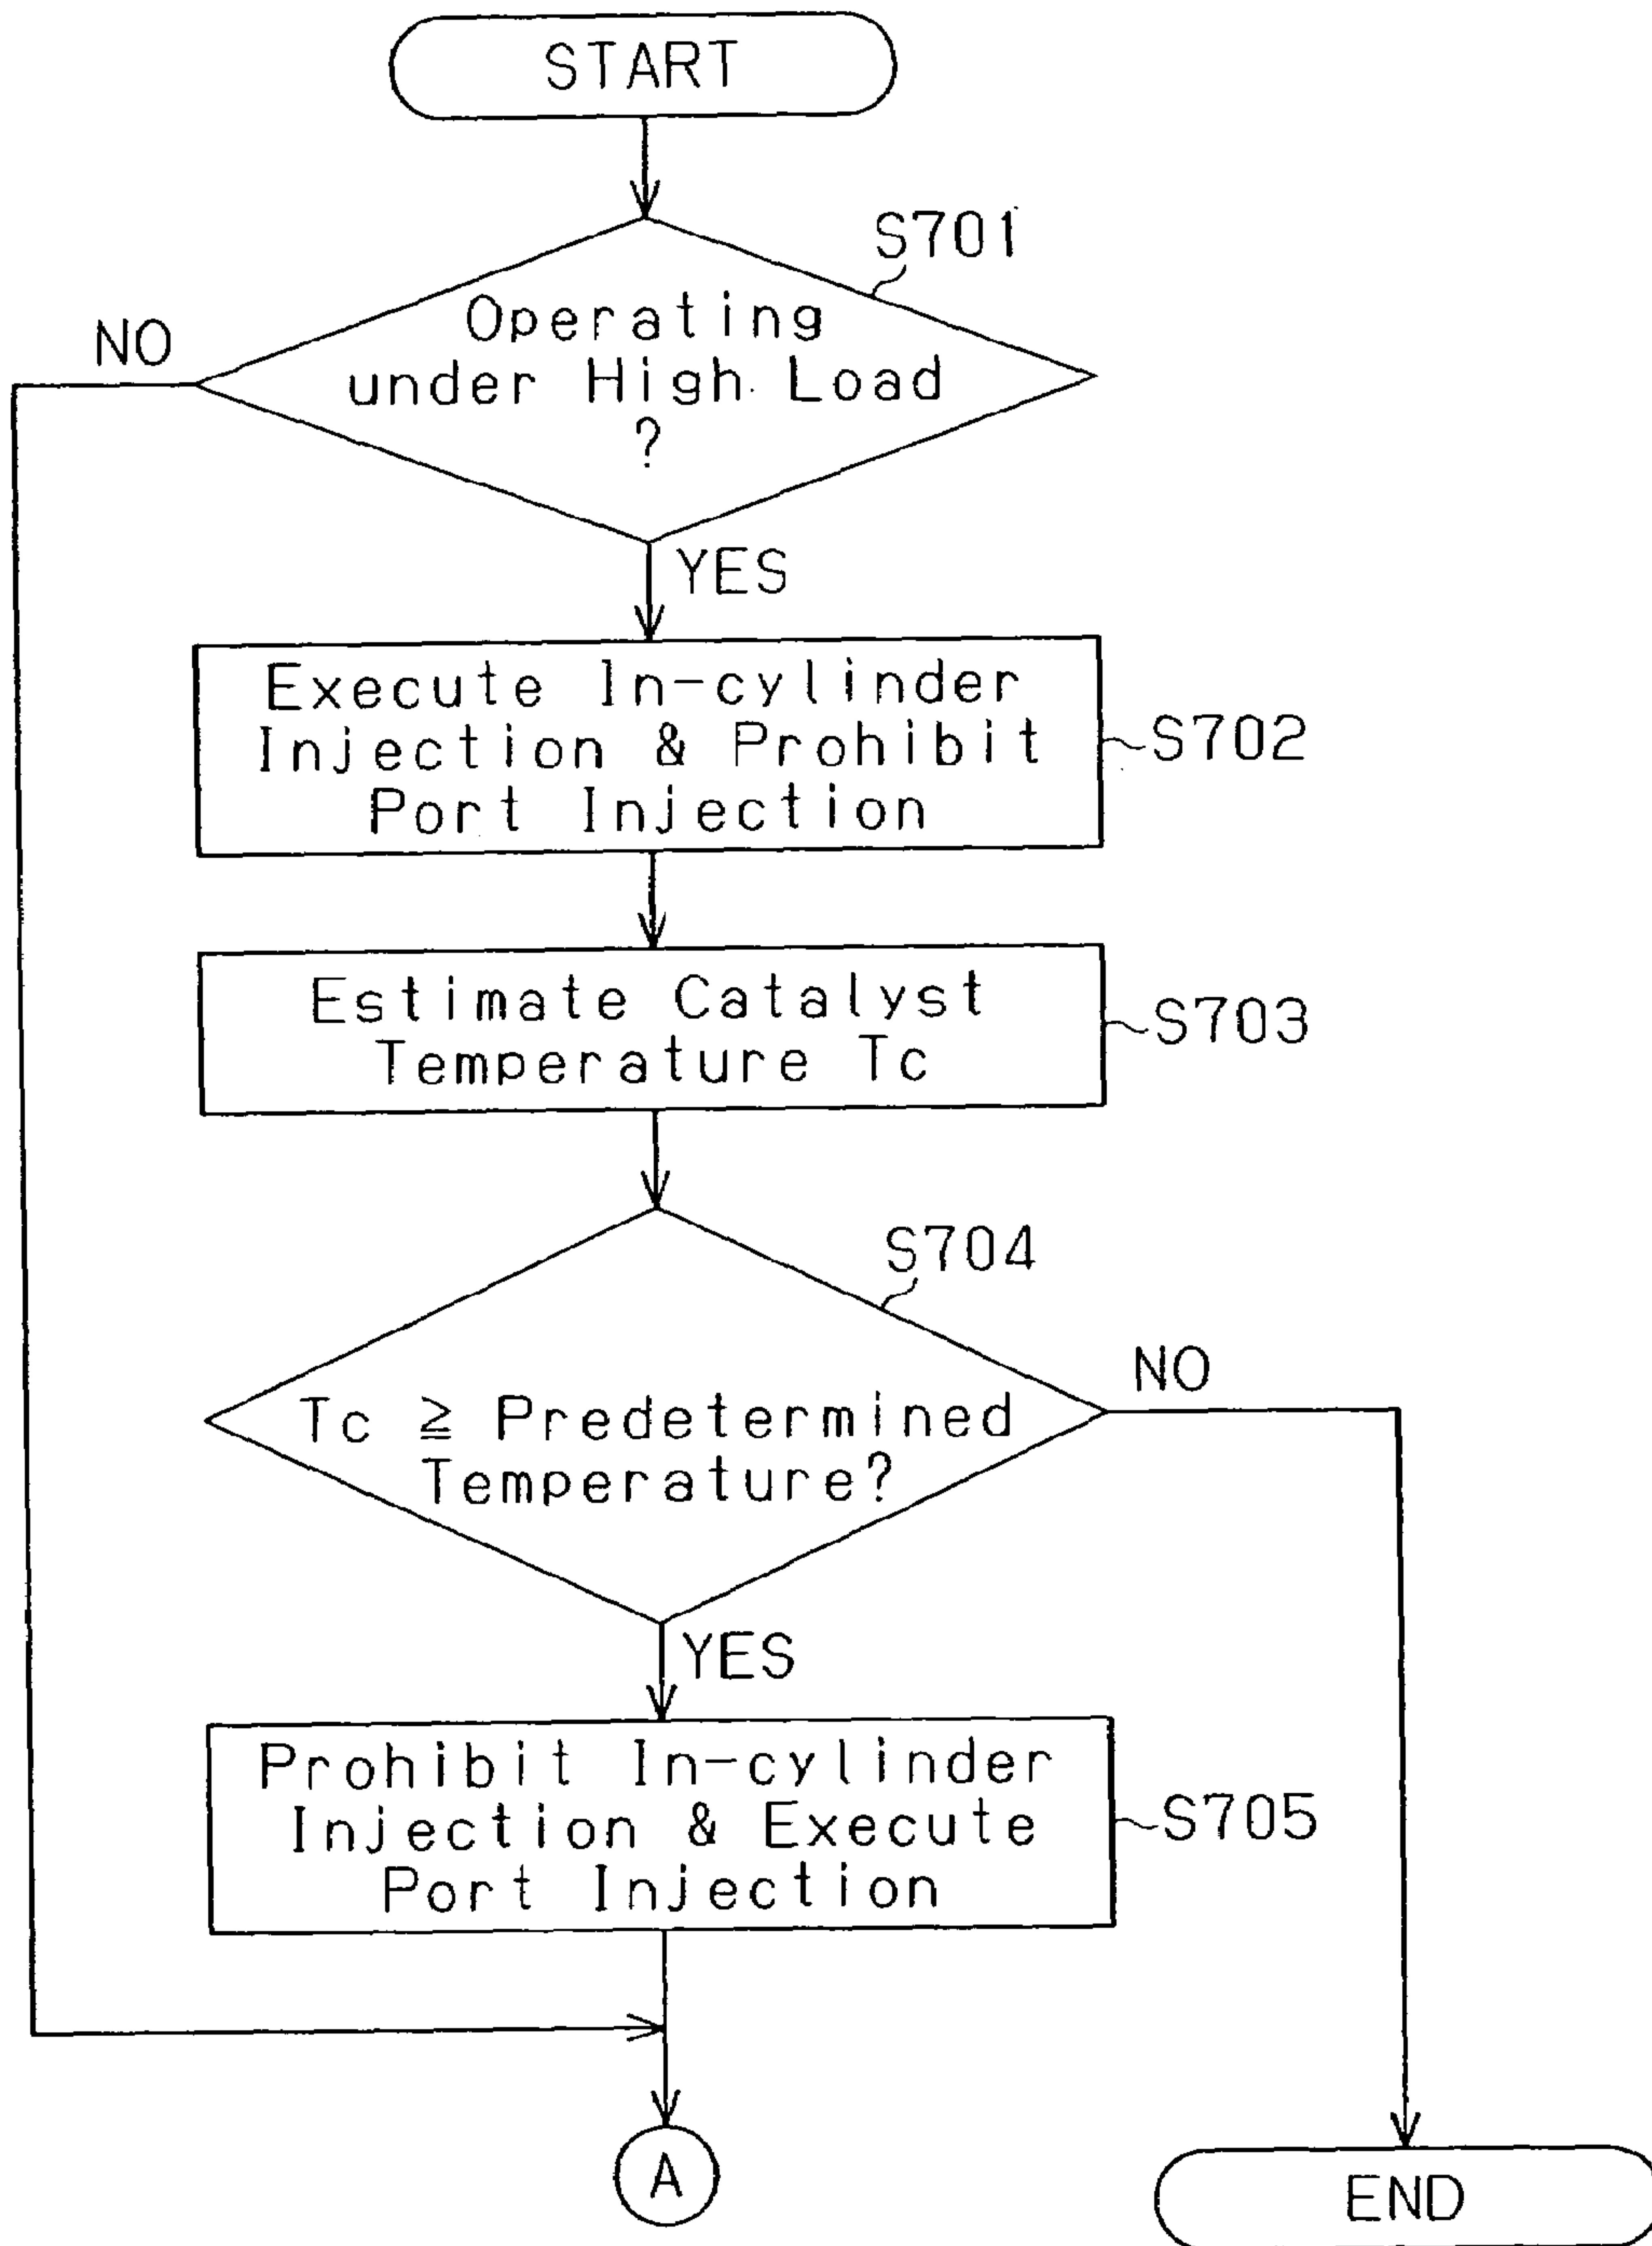 START
S701
Operating
under High Load
?
NO
YES
Execute In-cylinder
Injection & Prohibit
Port Injection
S702
Estimate Catalyst
Temperature Tc
S703
S704
Tc ≧ Predetermined
Temperature?
NO
YES
Prohibit In-cylinder
Injection & Execute
Port Injection
S705
A
END